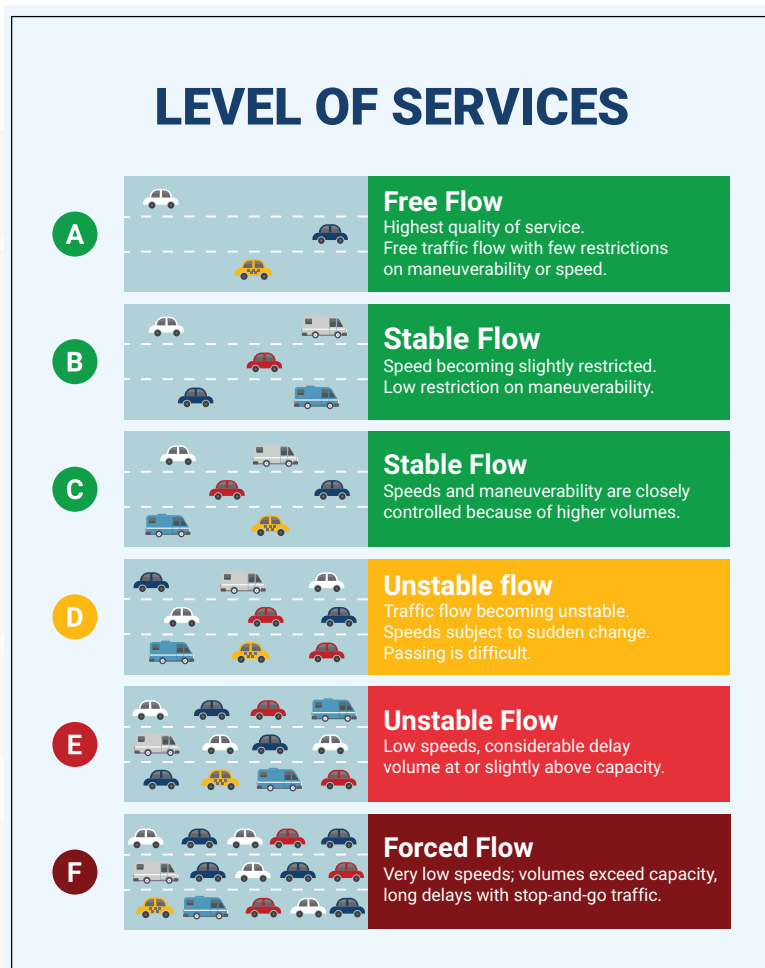 LEVEL OF SERVICES
A
Free Flow
Highest quality of service.
Free traffic flow with few restrictions
on maneuverability or speed.
B
Stable Flow
Speed becoming slightly restricted.
Low restriction on maneuverability.
C
Stable Flow
Speeds and maneuverability are closely
controlled because of higher volumes.
D
Unstable flow
Traffic flow becoming unstable.
Speeds subject to sudden change.
Passing is difficult.
E
Unstable Flow
Low speeds, considerable delay
volume at or slightly above capacity.
F
Forced Flow
Very low speeds; volumes exceed capacity,
long delays with stop-and-go traffic.